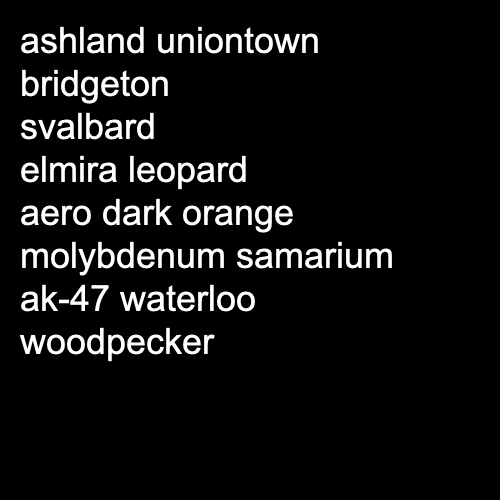 ashland uniontown
bridgeton
svalbard
elmira leopard
aero dark orange
molybdenum samarium
ak-47 waterloo
woodpecker